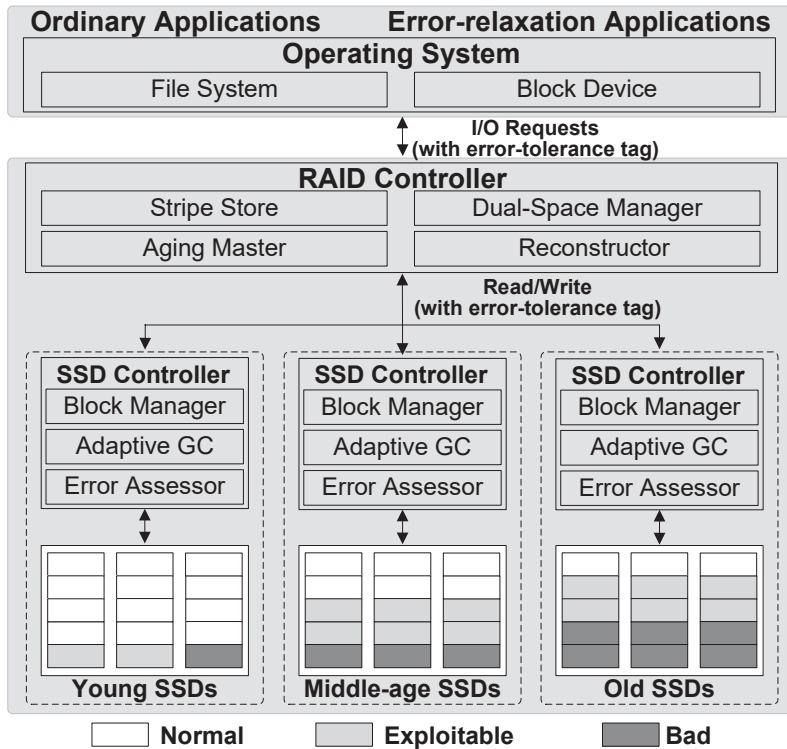 Ordinary Applications Error-relaxation Applications
Operating System
File System Block Device
I/O Requests
(with error-tolerance tag)
RAID Controller
Stripe Store Dual-Space Manager
Aging Master Reconstructor
Read/Write
(with error-tolerance tag)
SSD Controller SSD Controller SSD Controller
Block Manager Block Manager Block Manager
Adaptive GC Adaptive GC Adaptive GC
Error Assessor Error Assessor Error Assessor
Young SSDs Middle-age SSDs Old SSDs
Normal Exploitable Bad